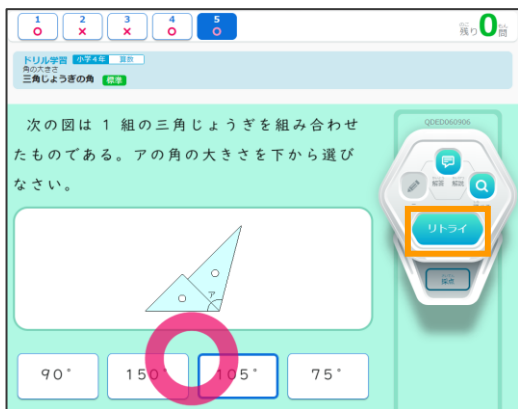 1 2 3 4 5
残り0問
のこ もん
ドリル学習 小学4年 算数
角の大きさ
三角じょうぎの角 標準
QDED060906
次の図は 1 組の三角じょうぎを組み合わせ
たものである。アの角の大きさを下から選び
なさい。
解答 解説
リトライ
採点
ア
90° 150° 105° 75°